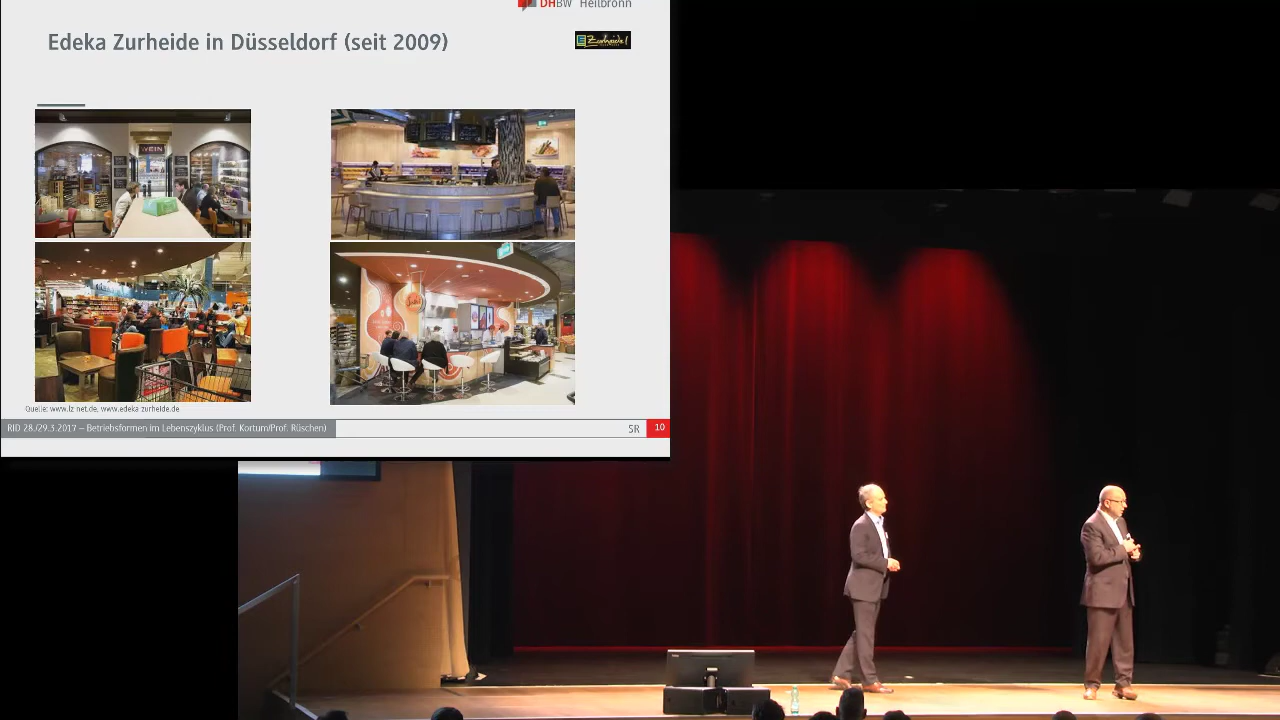 DHBW Heilbronn
Edeka Zurheide in Düsseldorf (seit 2009)
Zurheide
WEIN
Quelle: www.lz-net.de, www.edeka-zurheide.de
RID 28./29.3.2017 – Betriebsformen im Lebenszyklus (Prof. Kortum/Prof. Rüschen)
SR
10